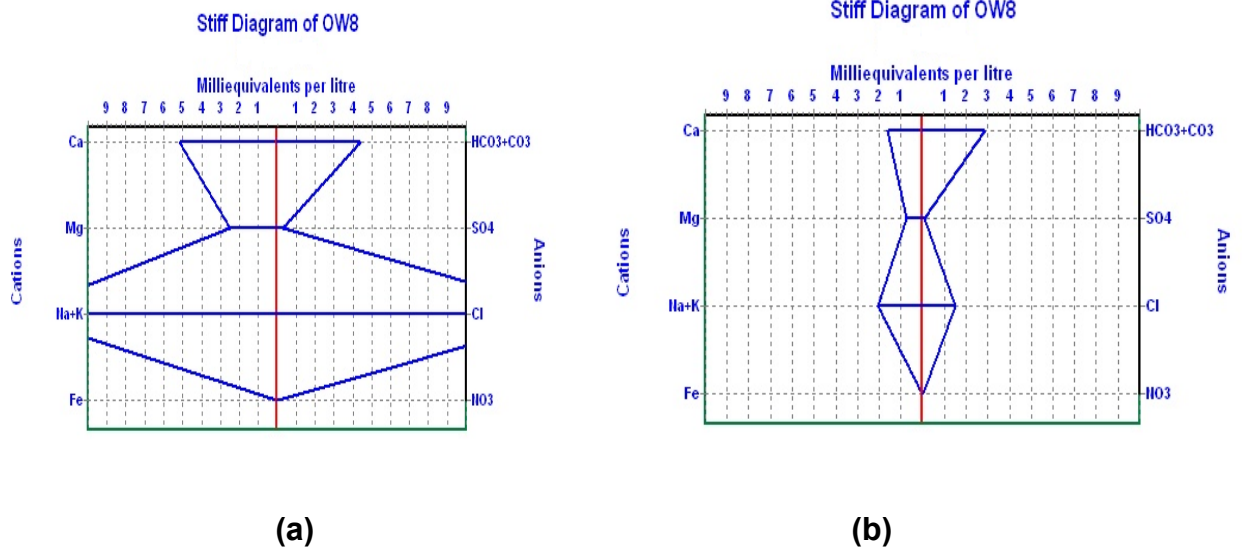 Stiff Diagram of OW8
Milliequivalents per litre
9 8 7 6 5 4 3 2 1 1 2 3 4 5 6 7 8 9
Ca HCO3+CO3
Mg SO4
Na+K Cl
Fe NO3
Cations
Anions
(a)
Stiff Diagram of OW8
Milliequivalents per litre
9 8 7 6 5 4 3 2 1 1 2 3 4 5 6 7 8 9
Ca HCO3+CO3
Mg SO4
Na+K Cl
Fe NO3
Cations
Anions
(b)